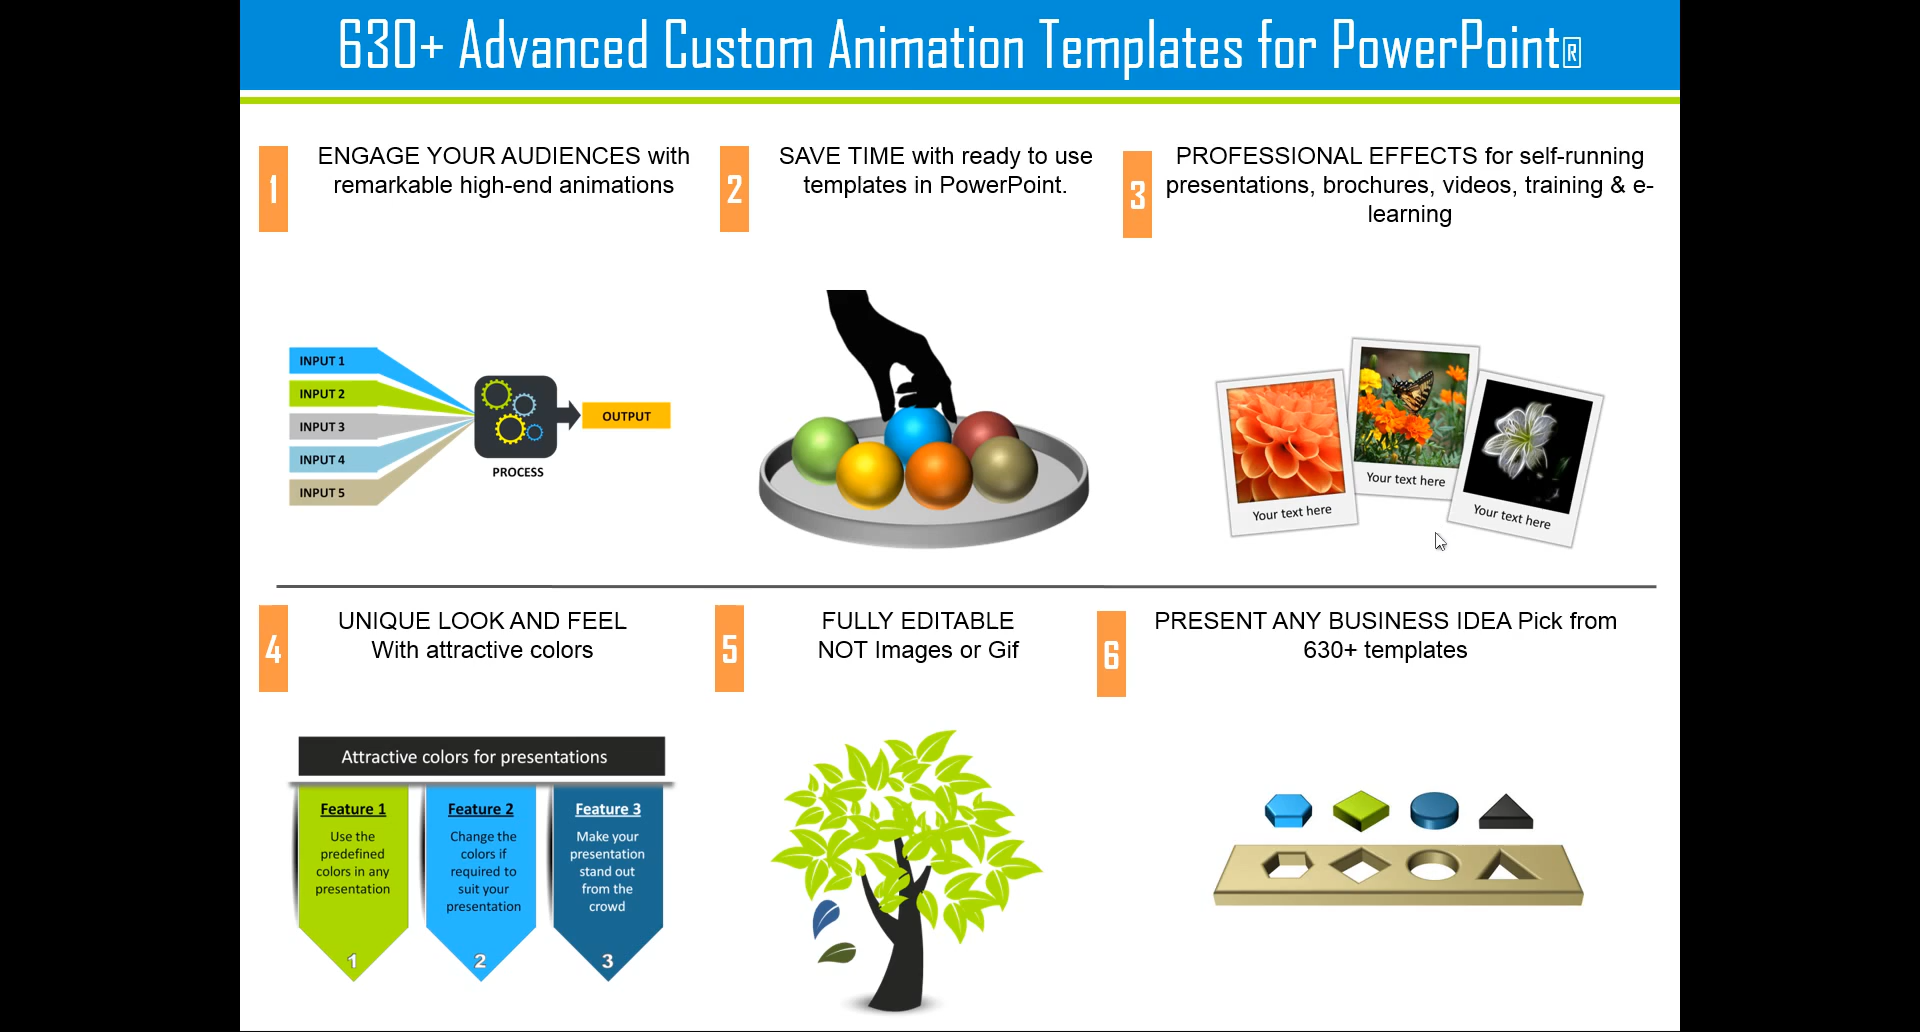 630+ Advanced Custom Animation Templates for PowerPoint®
1
ENGAGE YOUR AUDIENCES with
remarkable high-end animations
2
SAVE TIME with ready to use
templates in PowerPoint.
3
PROFESSIONAL EFFECTS for self-running
presentations, brochures, videos, training & e-
learning
INPUT 1
INPUT 2
INPUT 3
INPUT 4
INPUT 5
PROCESS
OUTPUT
Your text here
Your text here
Your text here
4
UNIQUE LOOK AND FEEL
With attractive colors
5
FULLY EDITABLE
NOT Images or Gif
6
PRESENT ANY BUSINESS IDEA Pick from
630+ templates
Attractive colors for presentations
Feature 1
Use the
predefined
colors in any
presentation
1
Feature 2
Change the
colors if
required to
suit your
presentation
2
Feature 3
Make your
presentation
stand out
from the
crowd
3